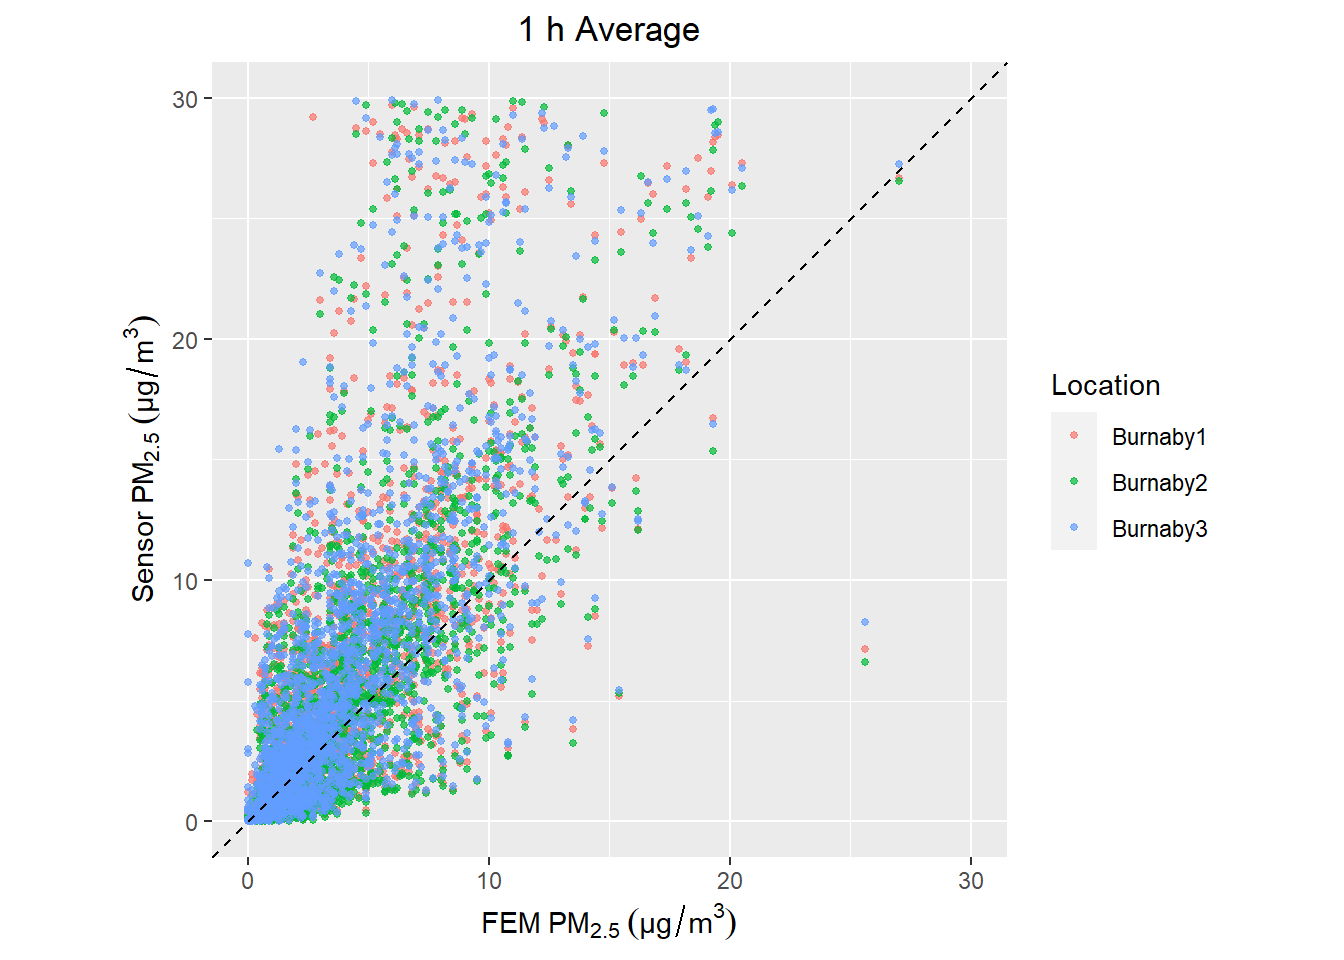 1 h Average
30
20
10
0
Sensor PM2.5 (µg/m³)
0 10 20 30
FEM PM2.5 (µg/m³)
Location
Burnaby1
Burnaby2
Burnaby3